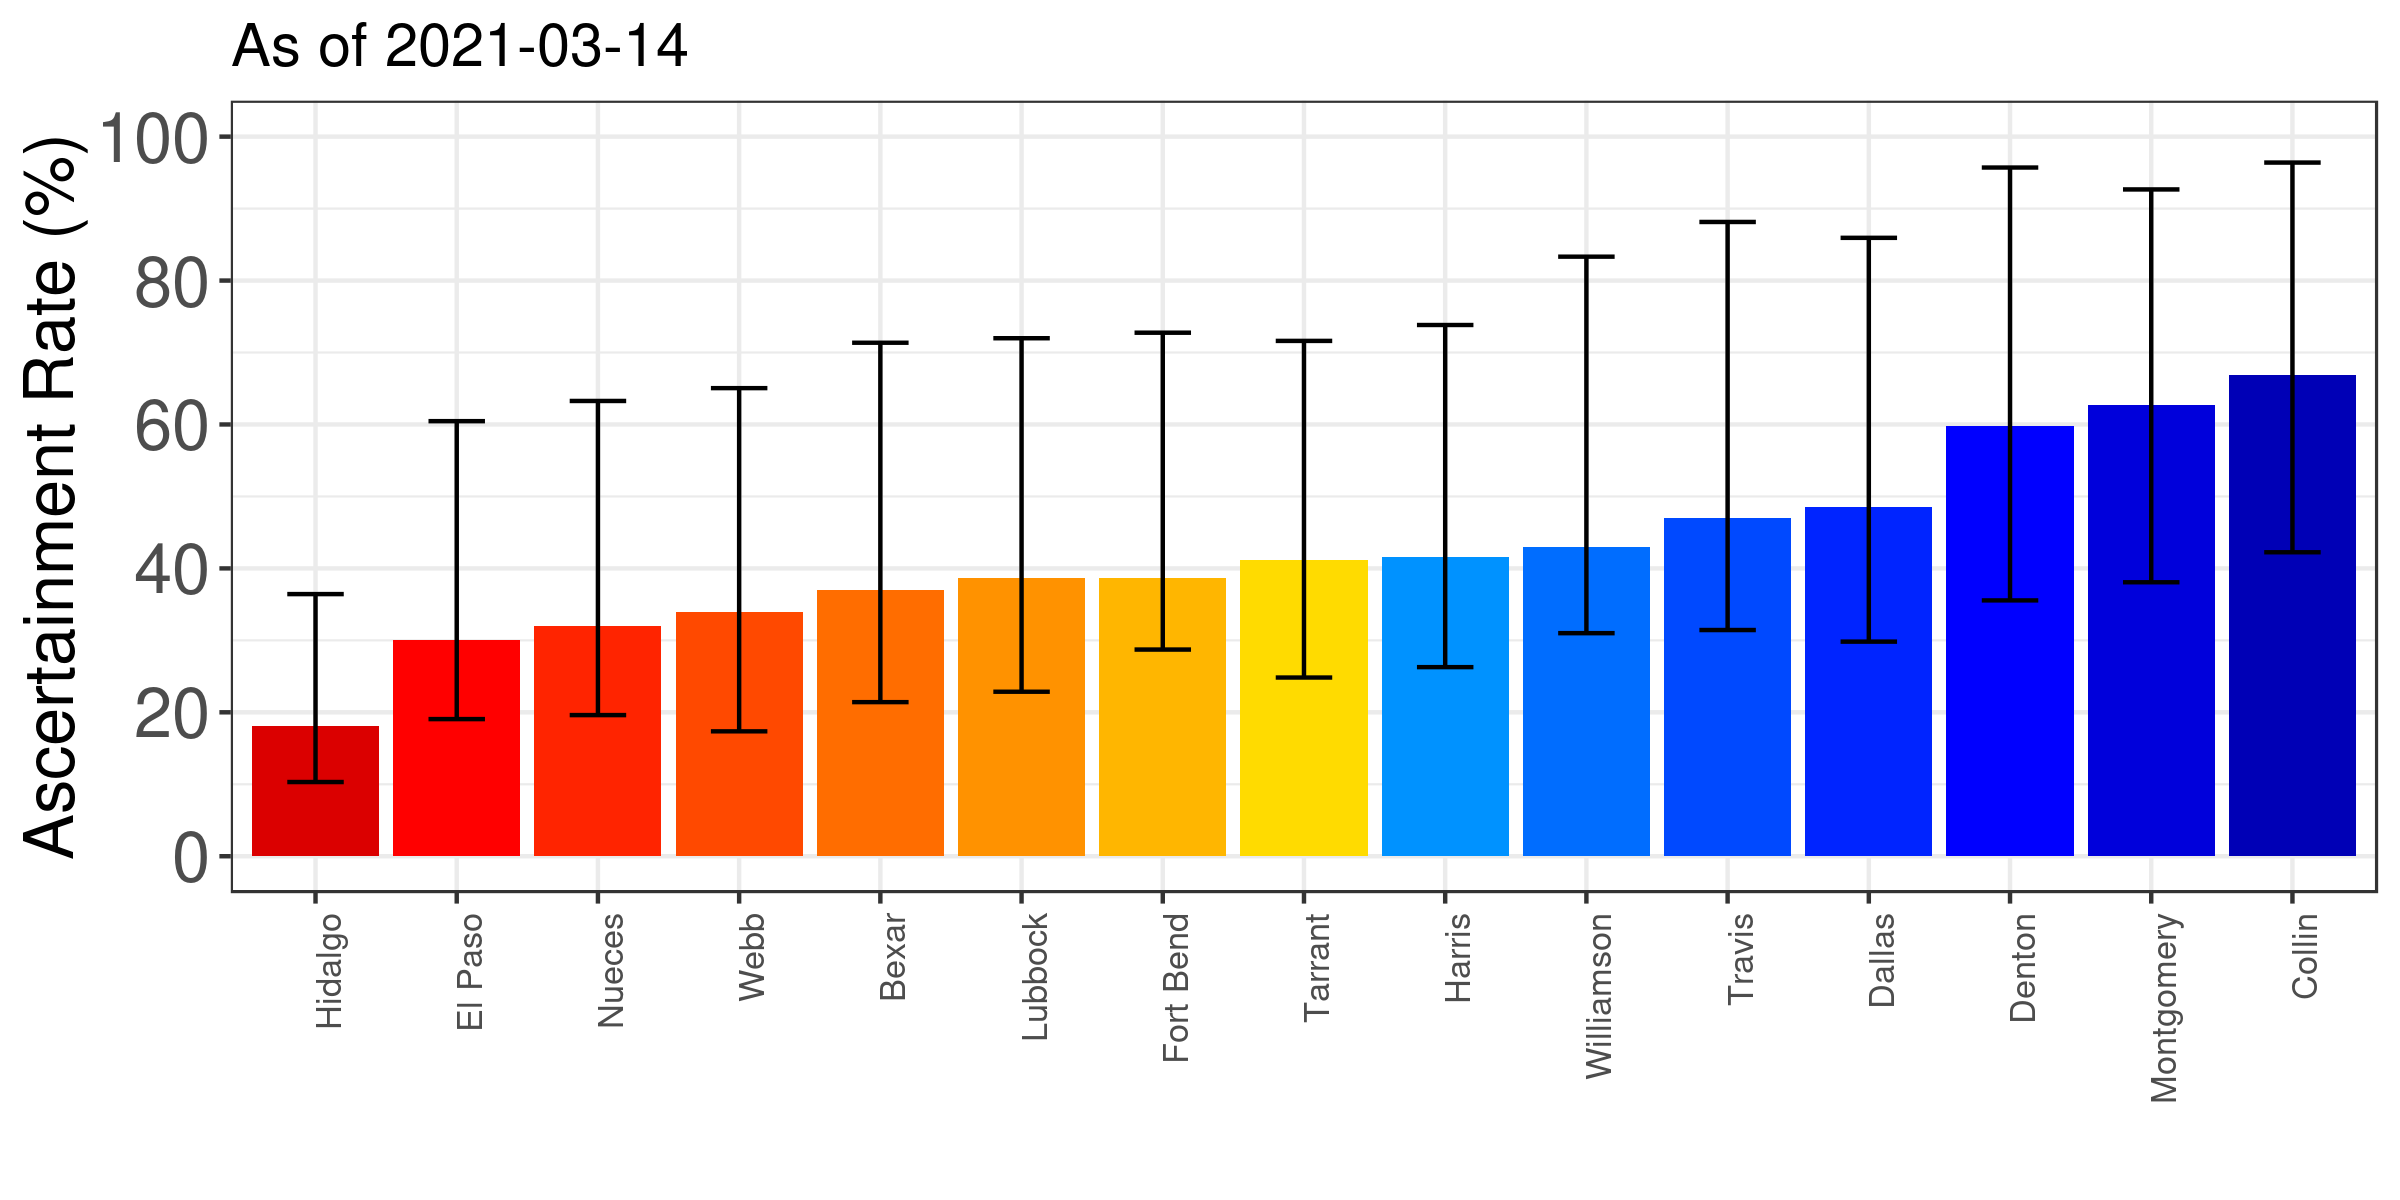 As of 2021-03-14
Ascertainment Rate (%)
100
80
60
40
20
0
Hidalgo
El Paso
Nueces
Webb
Bexar
Lubbock
Fort Bend
Tarrant
Harris
Williamson
Travis
Dallas
Denton
Montgomery
Collin